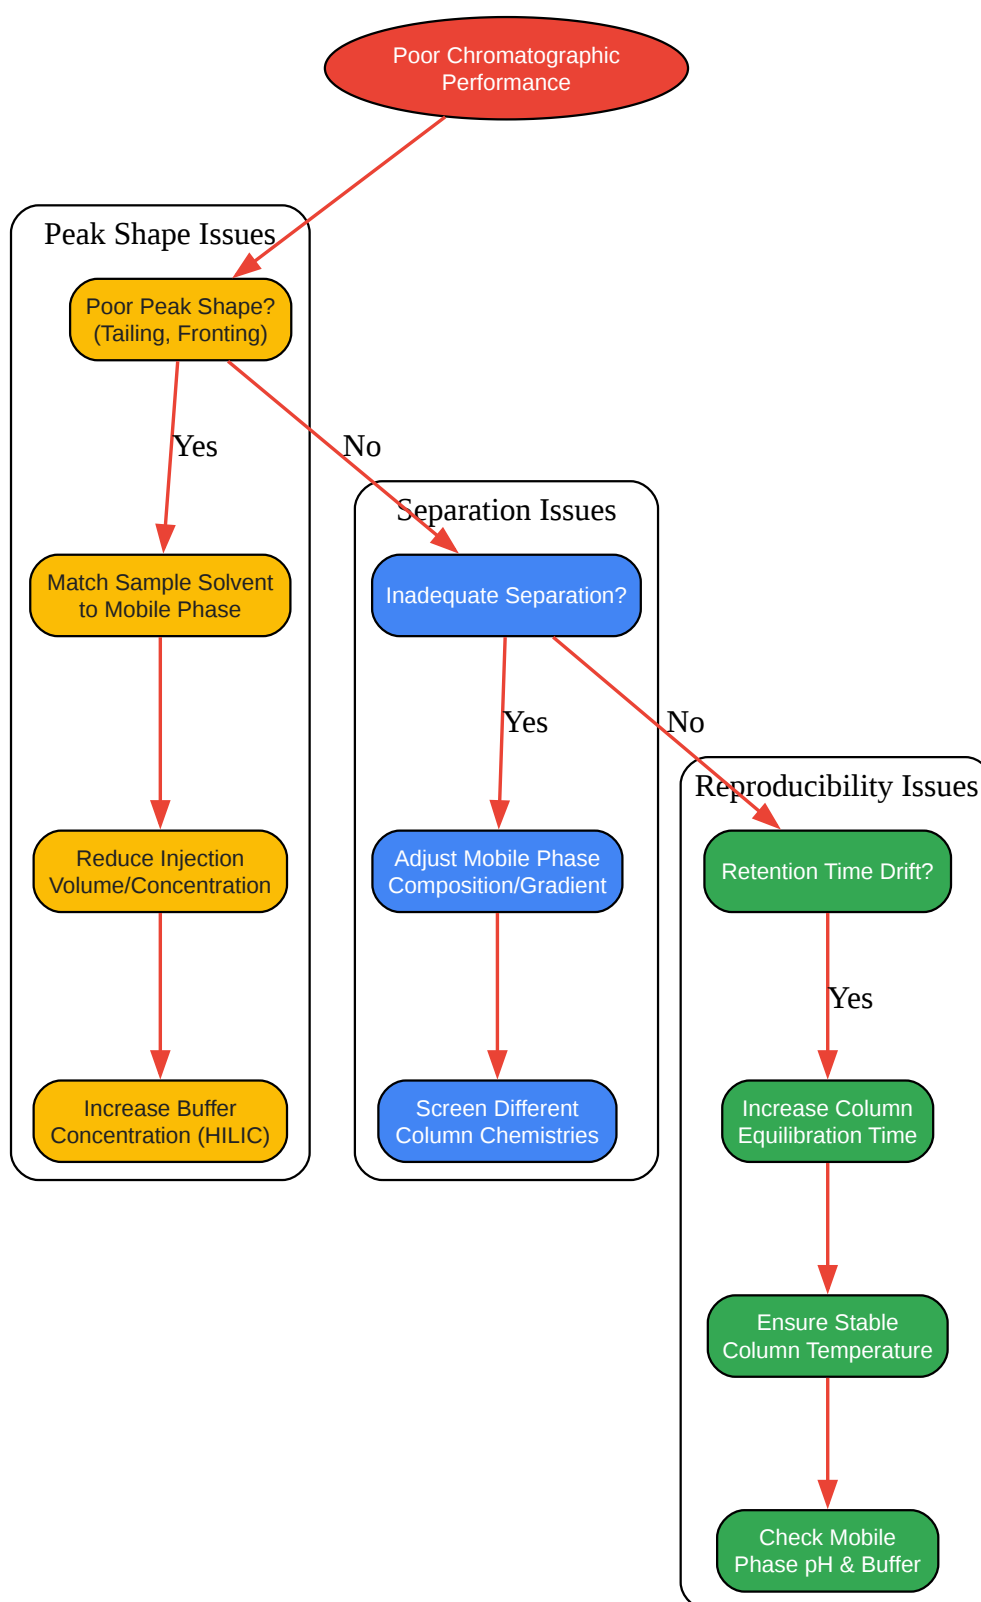 Poor Chromatographic
Performance
Peak Shape Issues
Poor Peak Shape?
(Tailing, Fronting)
Yes
No
Match Sample Solvent
to Mobile Phase
Reduce Injection
Volume/Concentration
Increase Buffer
Concentration (HILIC)
Separation Issues
Inadequate Separation?
Yes
No
Adjust Mobile Phase
Composition/Gradient
Screen Different
Column Chemistries
Reproducibility Issues
Retention Time Drift?
Yes
Increase Column
Equilibration Time
Ensure Stable
Column Temperature
Check Mobile
Phase pH & Buffer